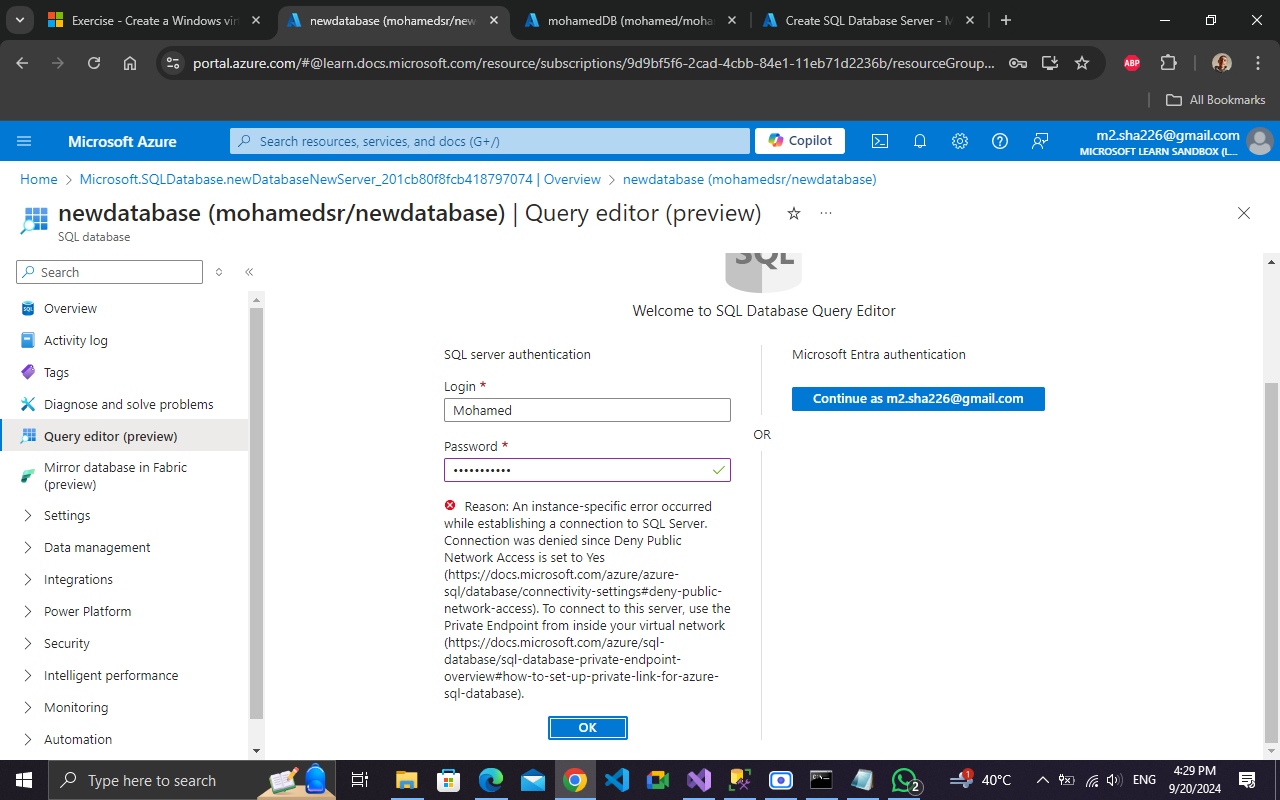 Exercise - Create a Windows vir
newdatabase (mohamedsr/new
mohamedDB (mohamed/moha
Create SQL Database Server - M
portal.azure.com/#@learn.docs.microsoft.com/resource/subscriptions/9d9bf5f6-2cad-4cbb-84e1-11eb71d2236b/resourceGroup...
ABP
All Bookmarks
Microsoft Azure
Search resources, services, and docs (G+/)
Copilot
m2.sha226@gmail.com
MICROSOFT LEARN SANDBOX (L...
Home > Microsoft.SQLDatabase.newDatabaseNewServer_201cb80f8fcb418797074 | Overview > newdatabase (mohamedsr/newdatabase)
newdatabase (mohamedsr/newdatabase) | Query editor (preview)
SQL database
Search
Overview
Activity log
Tags
Diagnose and solve problems
Query editor (preview)
Mirror database in Fabric
(preview)
Settings
Data management
Integrations
Power Platform
Security
Intelligent performance
Monitoring
Automation
SQL
Welcome to SQL Database Query Editor
SQL server authentication
Login *
Mohamed
Password *
•••••••••••
Reason: An instance-specific error occurred
while establishing a connection to SQL Server.
Connection was denied since Deny Public
Network Access is set to Yes
(https://docs.microsoft.com/azure/azure-
sql/database/connectivity-settings#deny-public-
network-access). To connect to this server, use the
Private Endpoint from inside your virtual network
(https://docs.microsoft.com/azure/sql-
database/sql-database-private-endpoint-
overview#how-to-set-up-private-link-for-azure-
sql-database).
OK
OR
Microsoft Entra authentication
Continue as m2.sha226@gmail.com
Type here to search
2
1
40°C
ENG
4:29 PM
9/20/2024